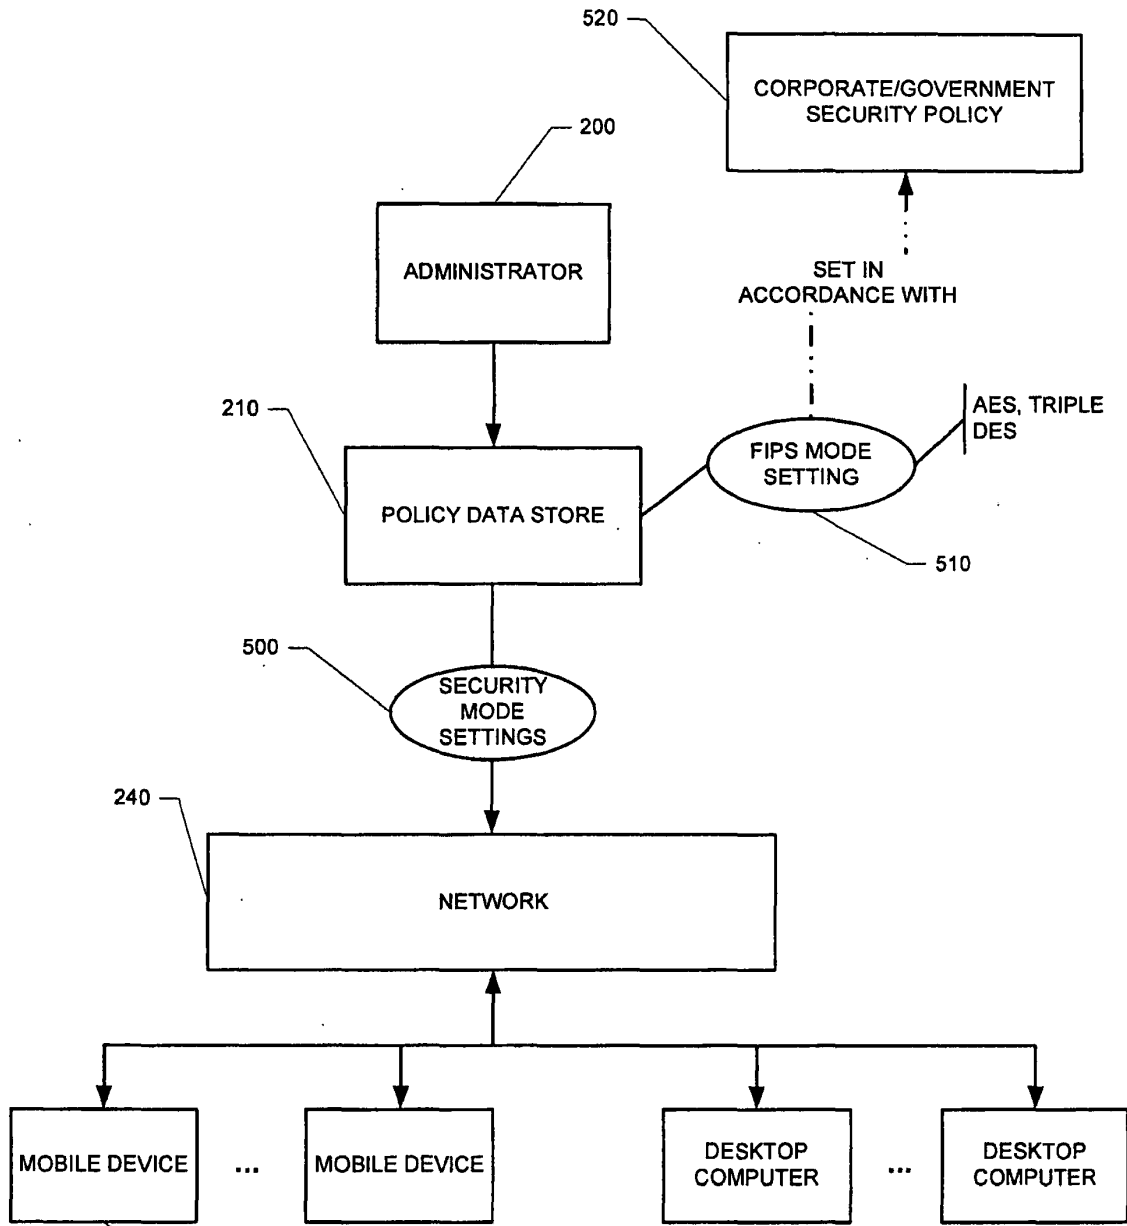 520
CORPORATE/GOVERNMENT
SECURITY POLICY
200
ADMINISTRATOR
SET IN
ACCORDANCE WITH
210
AES, TRIPLE
DES
FIPS MODE
SETTING
POLICY DATA STORE
510
500
SECURITY
MODE
SETTINGS
240
NETWORK
MOBILE DEVICE
...
MOBILE DEVICE
DESKTOP
COMPUTER
...
DESKTOP
COMPUTER